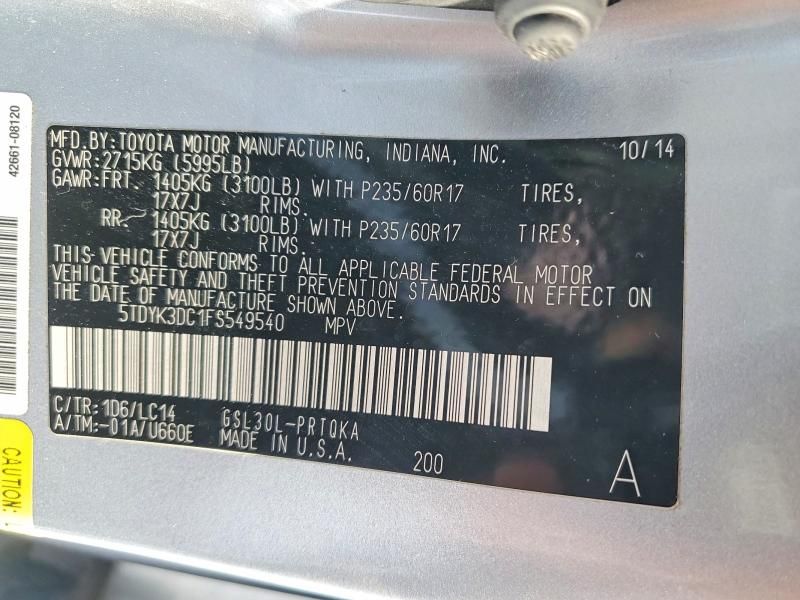 42661-08120
MFD.BY:TOYOTA MOTOR MANUFACTURING, INDIANA, INC. 10/14
GVWR:2715KG (5995LB)
GAWR:FRT. 1405KG (3100LB) WITH P235/60R17 TIRES,
17X7J RIMS.
RR. 1405KG (3100LB) WITH P235/60R17 TIRES,
17X7J RIMS.
THIS-VEHICLE CONFORMS TO ALL APPLICABLE FEDERAL MOTOR
VEHICLE SAFETY AND THEFT PREVENTION STANDARDS IN EFFECT ON
THE DATE OF MANUFACTURE SHOWN ABOVE.
5TDYK3DC1FS549540 MPV
C/TR:1D6/LC14 GSL30L-PRTQKA
A/TM:-01A/U660E MADE IN U.S.A. 200 A
CAUTION: